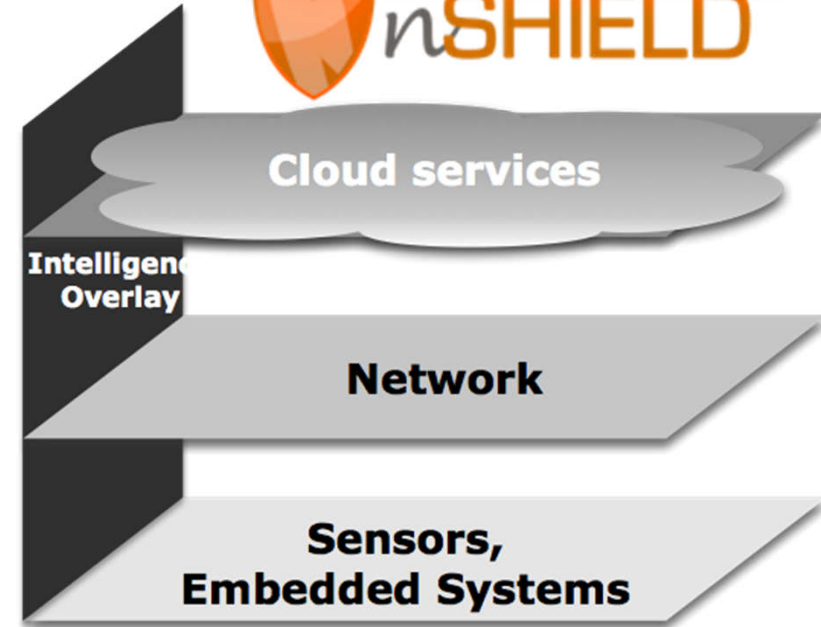 nSHIELD
Cloud services
Intelligenc
Overlay
Network
Sensors,
Embedded Systems